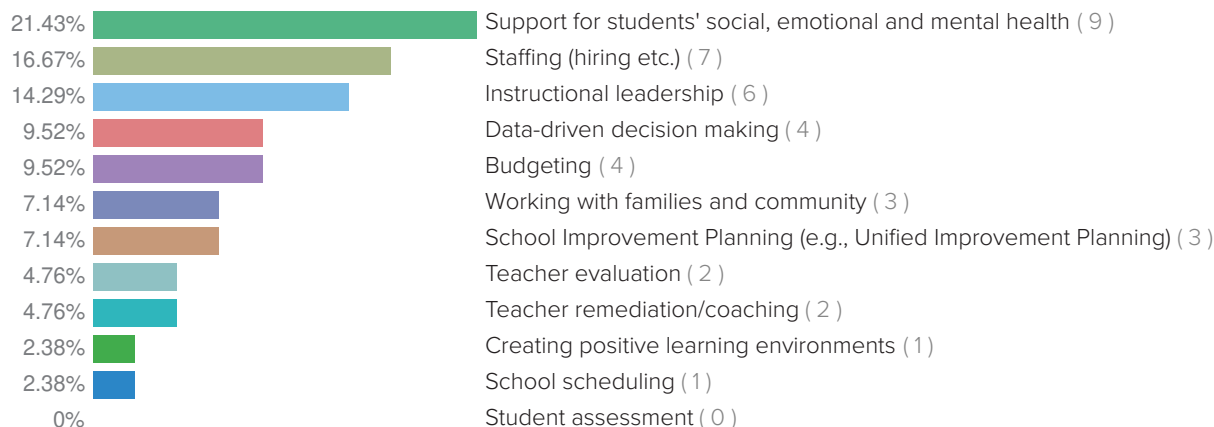 21.43% Support for students' social, emotional and mental health ( 9 )
16.67% Staffing (hiring etc.) ( 7 )
14.29% Instructional leadership ( 6 )
9.52% Data-driven decision making ( 4 )
9.52% Budgeting ( 4 )
7.14% Working with families and community ( 3 )
7.14% School Improvement Planning (e.g., Unified Improvement Planning) ( 3 )
4.76% Teacher evaluation ( 2 )
4.76% Teacher remediation/coaching ( 2 )
2.38% Creating positive learning environments ( 1 )
2.38% School scheduling ( 1 )
0% Student assessment ( 0 )